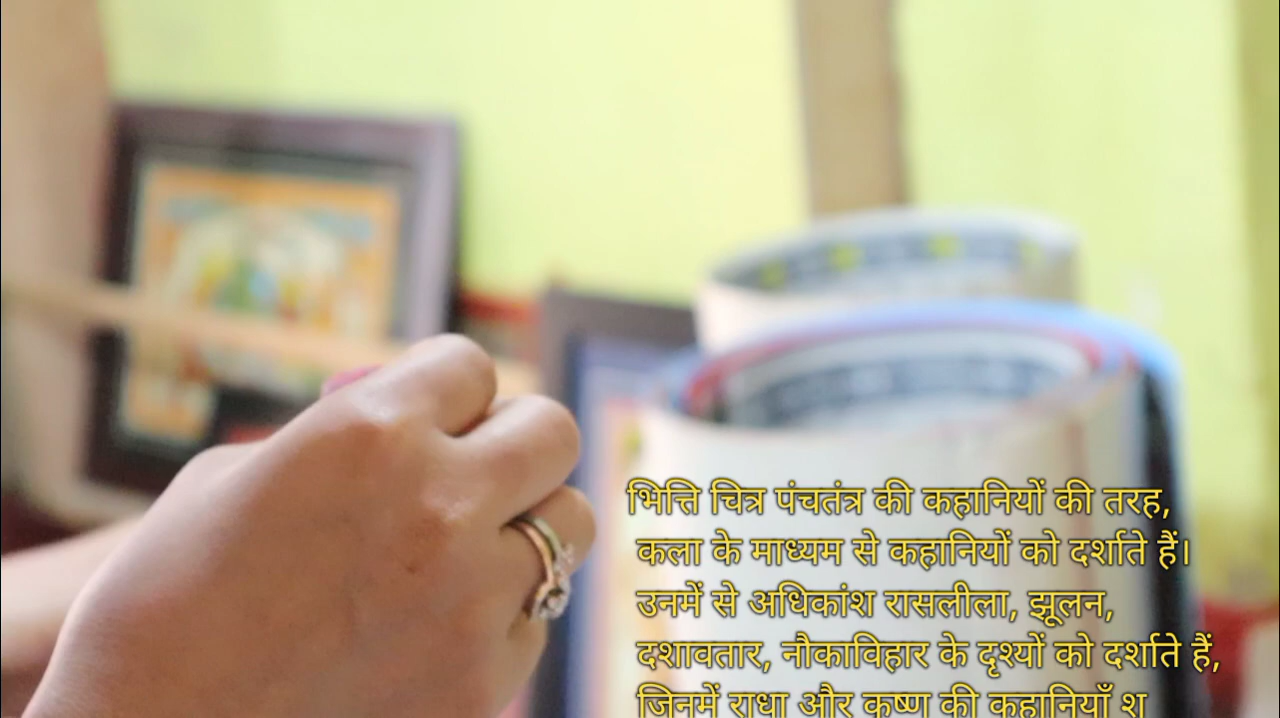 भित्ति चित्र पंचतंत्र की कहानियों की तरह,
कला के माध्यम से कहानियों को दर्शाते हैं।
उनमें से अधिकांश रासलीला, झूलन,
दशावतार, नौकाविहार के दृश्यों को दर्शाते हैं,
जिनमें राधा और कृष्ण की कहानियाँ श